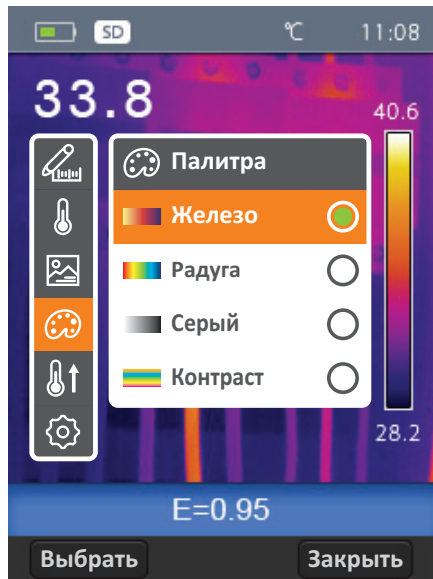 SD ℃ 11:08
33.8
40.6
Палитра
Железо
Радуга
Серый
Контраст
28.2
E=0.95
Выбрать Закрыть